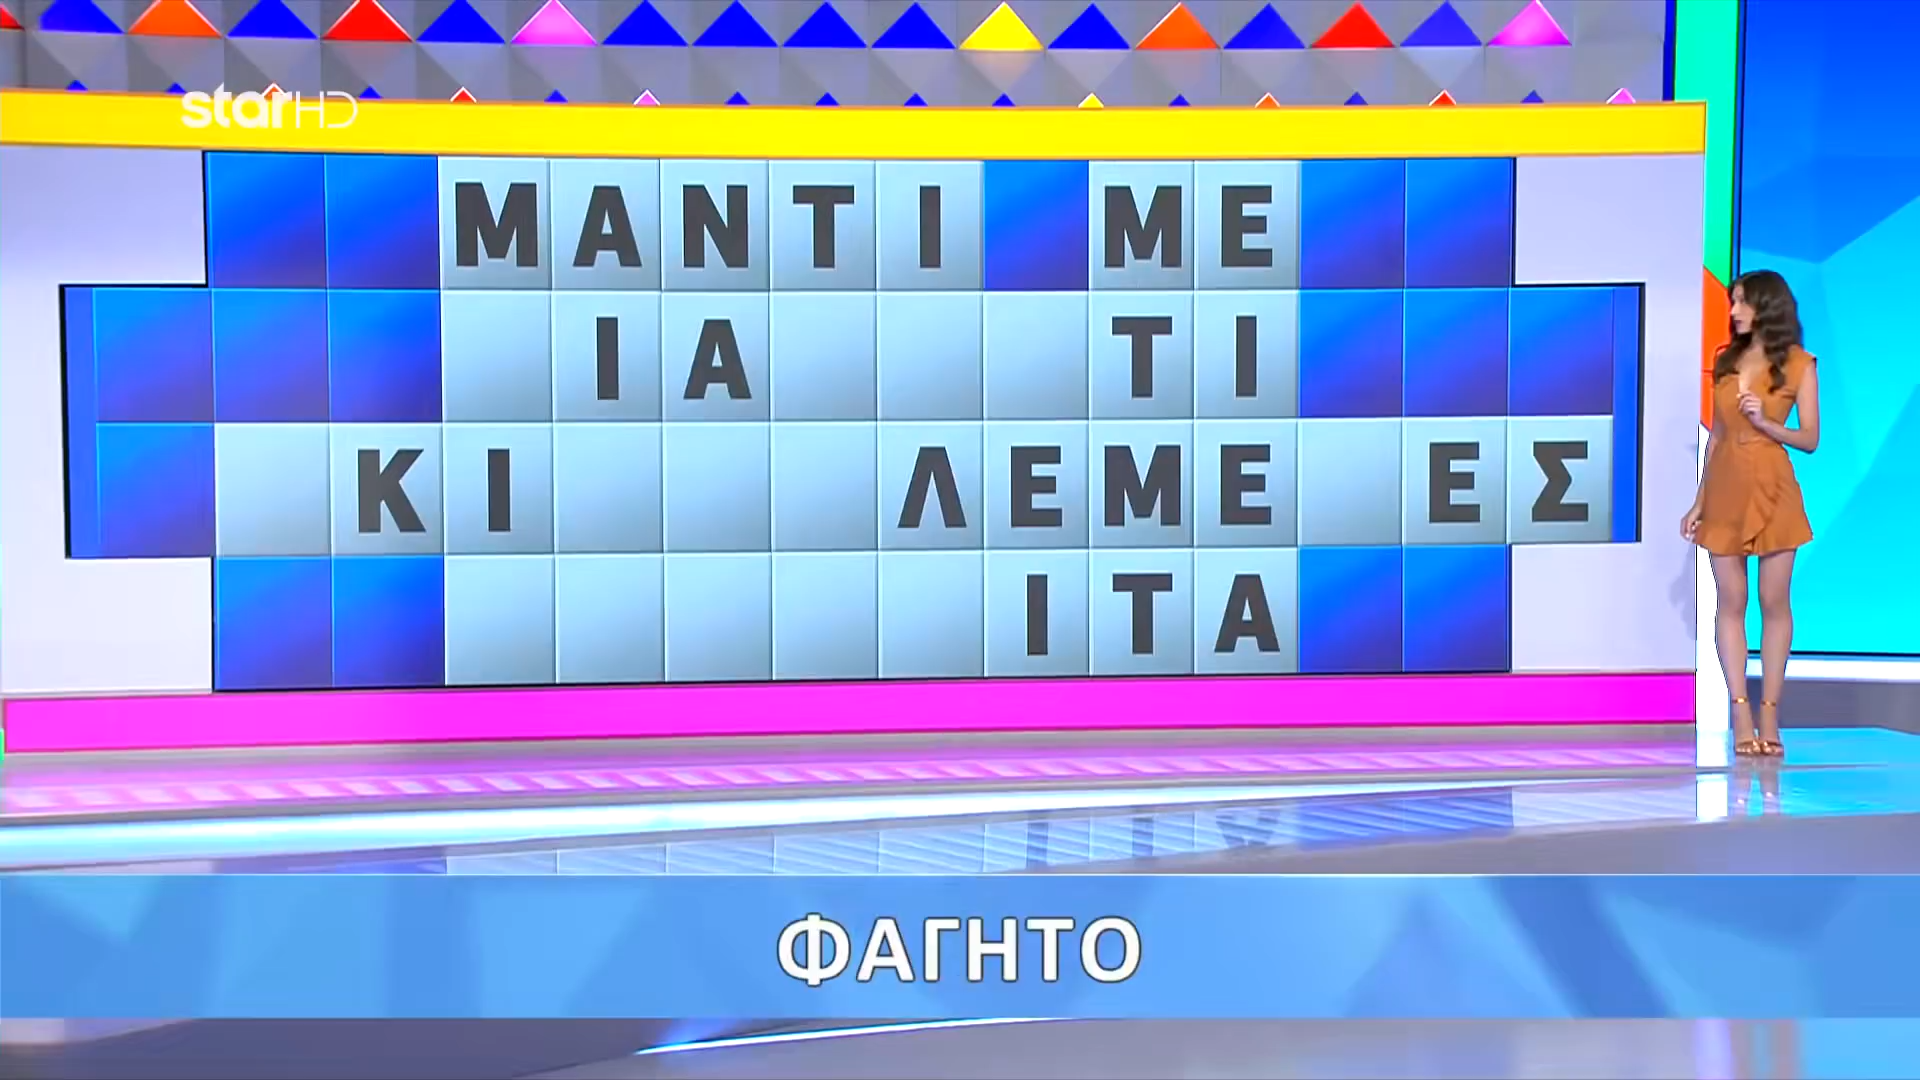 star HD
ΜΑΝΤΙ ΜΕ
ΙΑ ΤΙ
ΚΙ ΛΕΜΕ ΕΣ
ΙΤΑ
ΦΑΓΗΤΟ